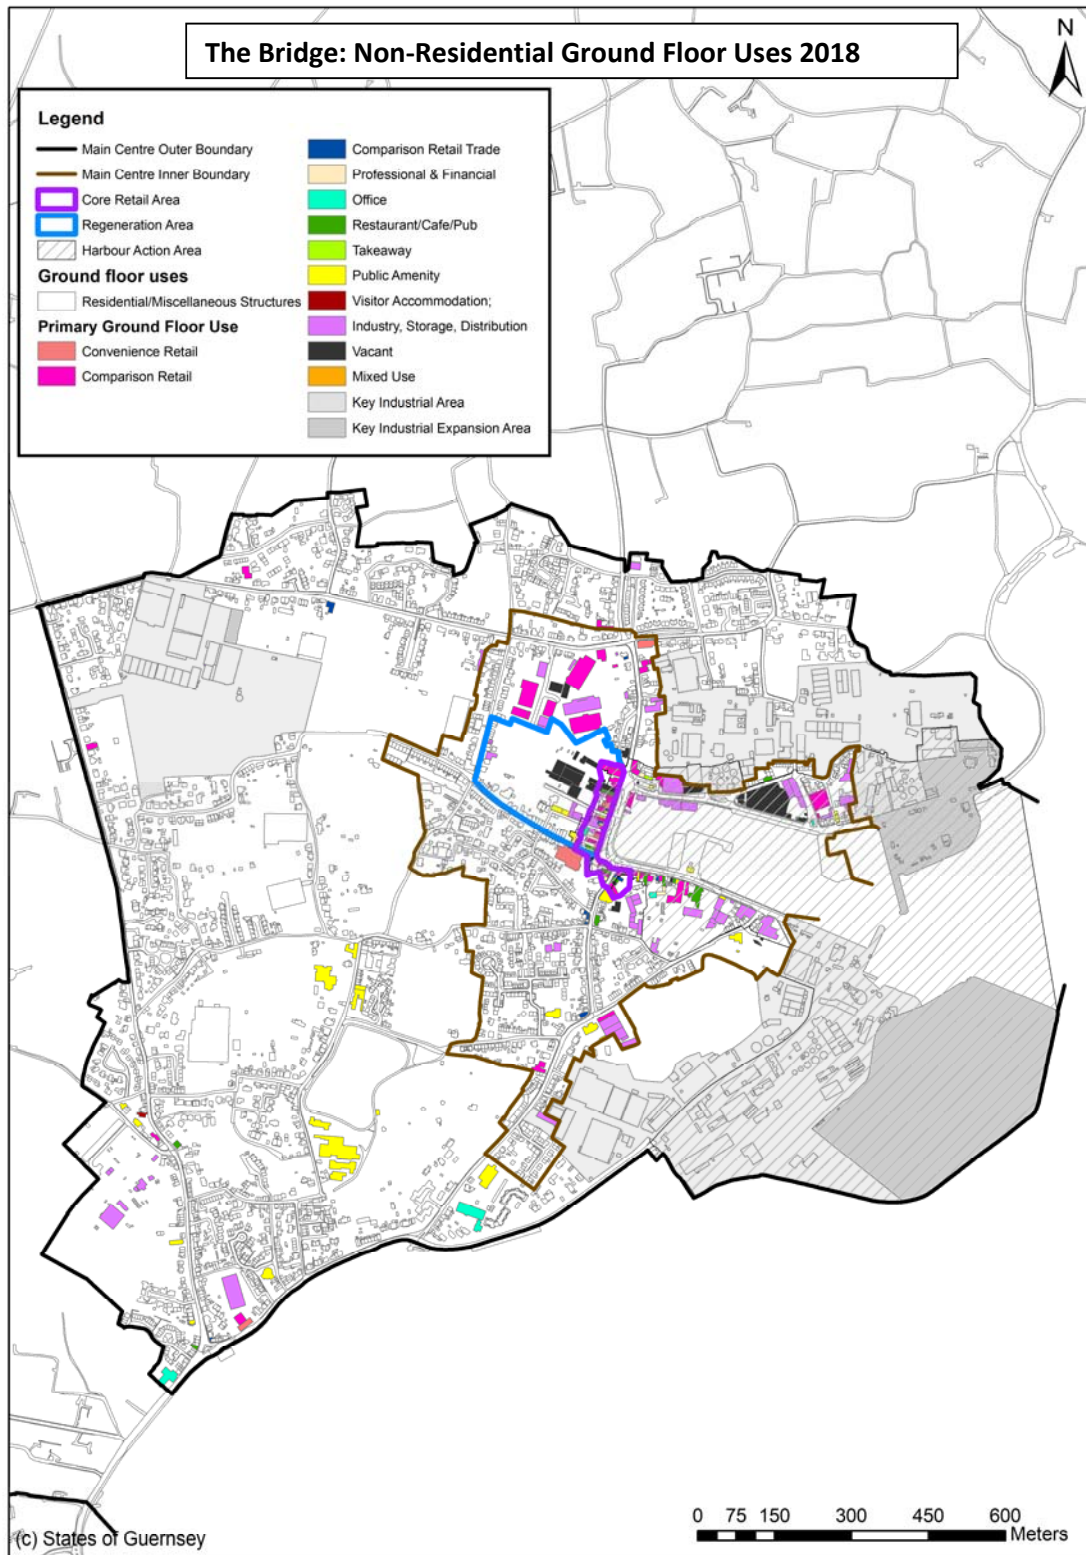 The Bridge: Non-Residential Ground Floor Uses 2018
N
Legend
Main Centre Outer Boundary
Main Centre Inner Boundary
Core Retail Area
Regeneration Area
Harbour Action Area
Ground floor uses
Residential/Miscellaneous Structures
Primary Ground Floor Use
Convenience Retail
Comparison Retail
Comparison Retail Trade
Professional & Financial
Office
Restaurant/Cafe/Pub
Takeaway
Public Amenity
Visitor Accommodation;
Industry, Storage, Distribution
Vacant
Mixed Use
Key Industrial Area
Key Industrial Expansion Area
0 75 150 300 450 600
Meters
(c) States of Guernsey